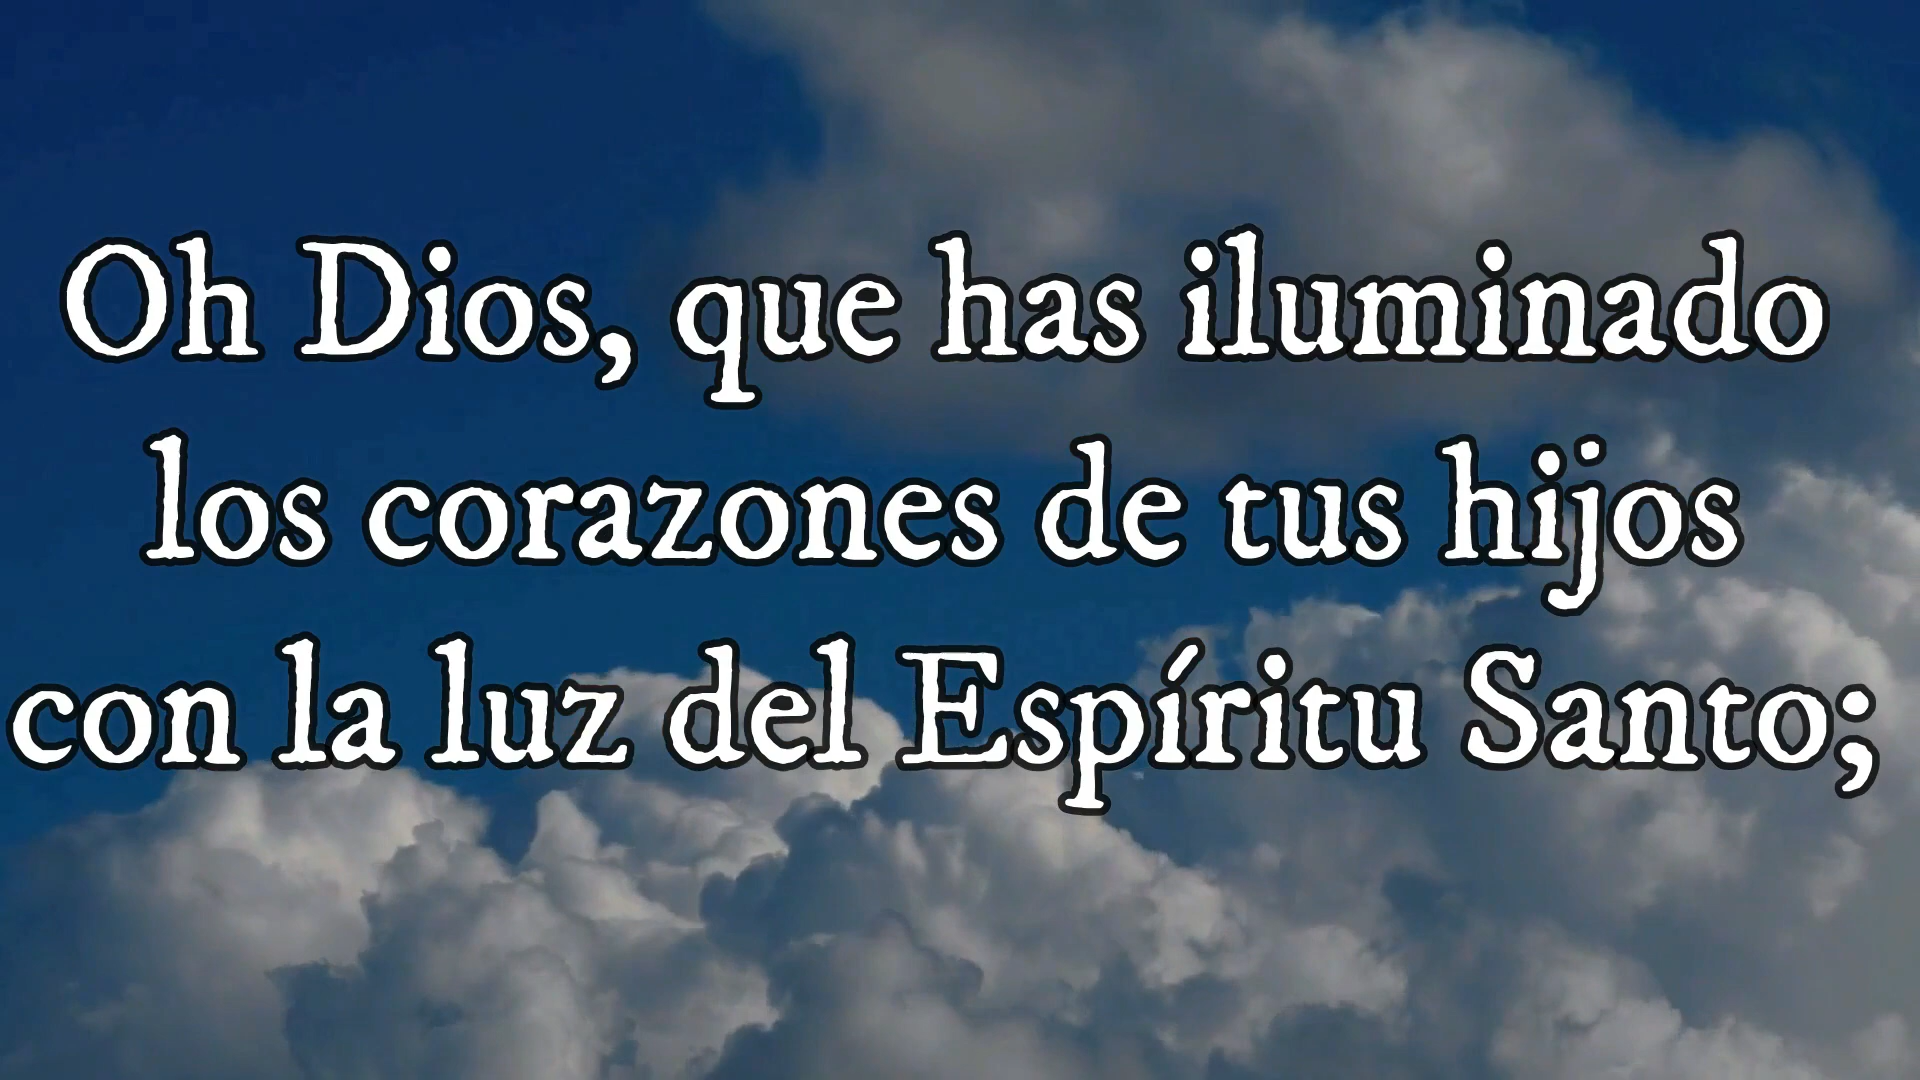 Oh Dios, que has iluminado
los corazones de tus hijos
con la luz del Espíritu Santo;